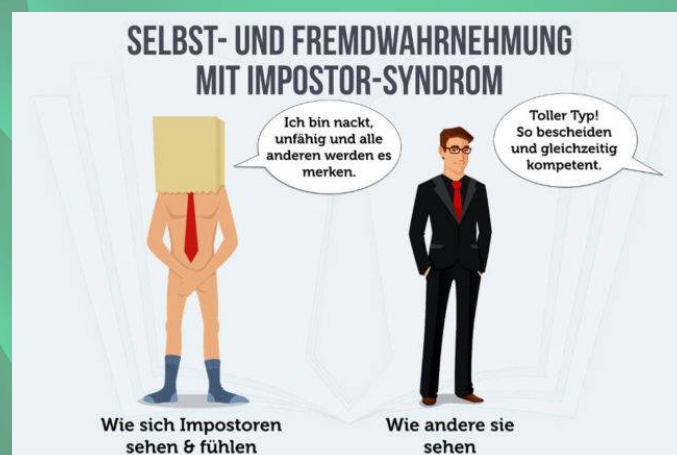 SELBST- UND FREMDWAHRNEHMUNG
MIT IMPOSTOR-SYNDROM
Ich bin nackt,
unfähig und alle
anderen werden es
merken.
Toller Typ!
So bescheiden
und gleichzeitig
kompetent.
Wie sich Impostoren
sehen & fühlen
Wie andere sie
sehen